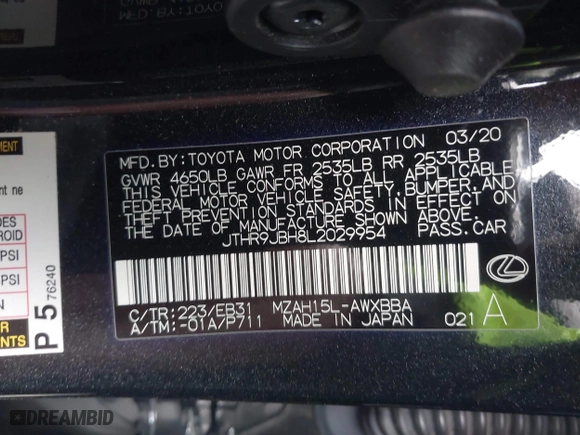 MFD. BY: TOYOTA MOTOR CORPORATION 03/20
GVWR 4650LB GAWR FR 2535LB RR 2535LB
THIS VEHICLE CONFORMS TO ALL APPLICABLE
FEDERAL MOTOR VEHICLE SAFETY, BUMPER, AND
THEFT PREVENTION STANDARDS IN EFFECT ON
THE DATE OF MANUFACTURE SHOWN ABOVE.
JTHR9JBH8L2029954 PASS.CAR
C/TR: 223/EB31 MZAH15L-AWXBBA
A/TM: -01A/P711 MADE IN JAPAN 021 A
PSI
PSI
P 5 76240
DREAMBID